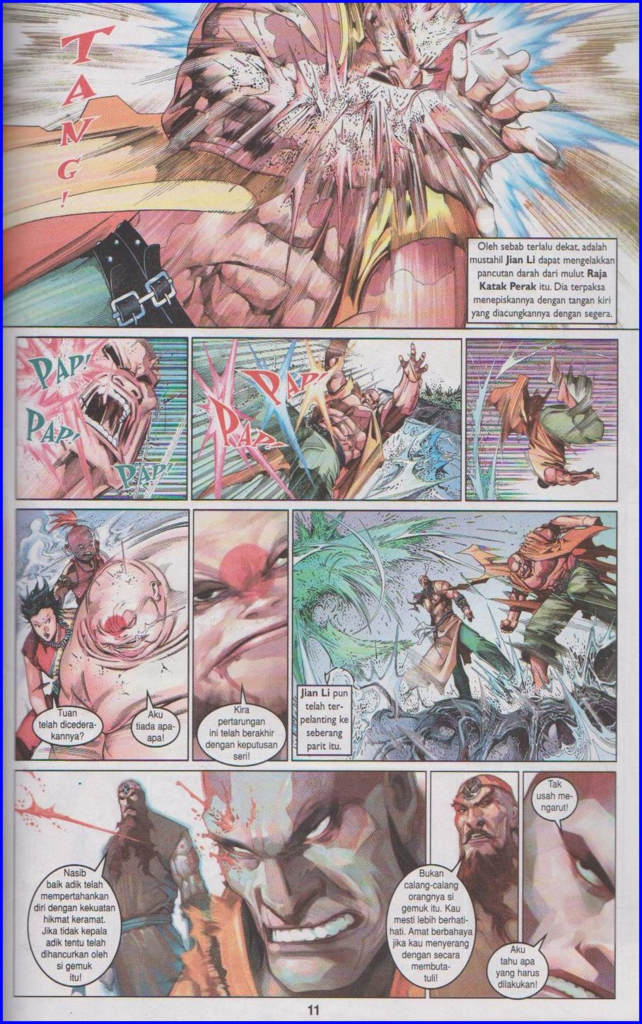 TANG!
Oleh sebab terlalu dekat, adalah
mustahil Jian Li dapat mengelakkan
pancutan darah dari mulut Raja
Katak Perak itu. Dia terpaksa
menepiskannya dengan tangan kiri
yang diacungkannya dengan segera.
PAP!
PAP!
PAP!
PAP!
PAP!
PAP!
Tuan
telah dicedera-
kannya?
Aku
tiada apa-
apa!
Kira
pertarungan
ini telah berakhir
dengan keputusan
seri!
Jian Li pun
telah ter-
pelanting ke
seberang
parit itu.
Nasib
baik adik telah
mempertahankan
diri dengan kekuatan
hikmat keramat.
Jika tidak kepala
adik tentu telah
dihancurkan oleh
si gemuk
itu!
Bukan
calang-calang
orangnya si
gemuk itu. Kau
mesti lebih berhati-
hati. Amat berbahaya
jika kau menyerang
dengan secara
membuta-
tuli!
Tak
usah me-
ngarut!
Aku
tahu apa
yang harus
dilakukan!
11